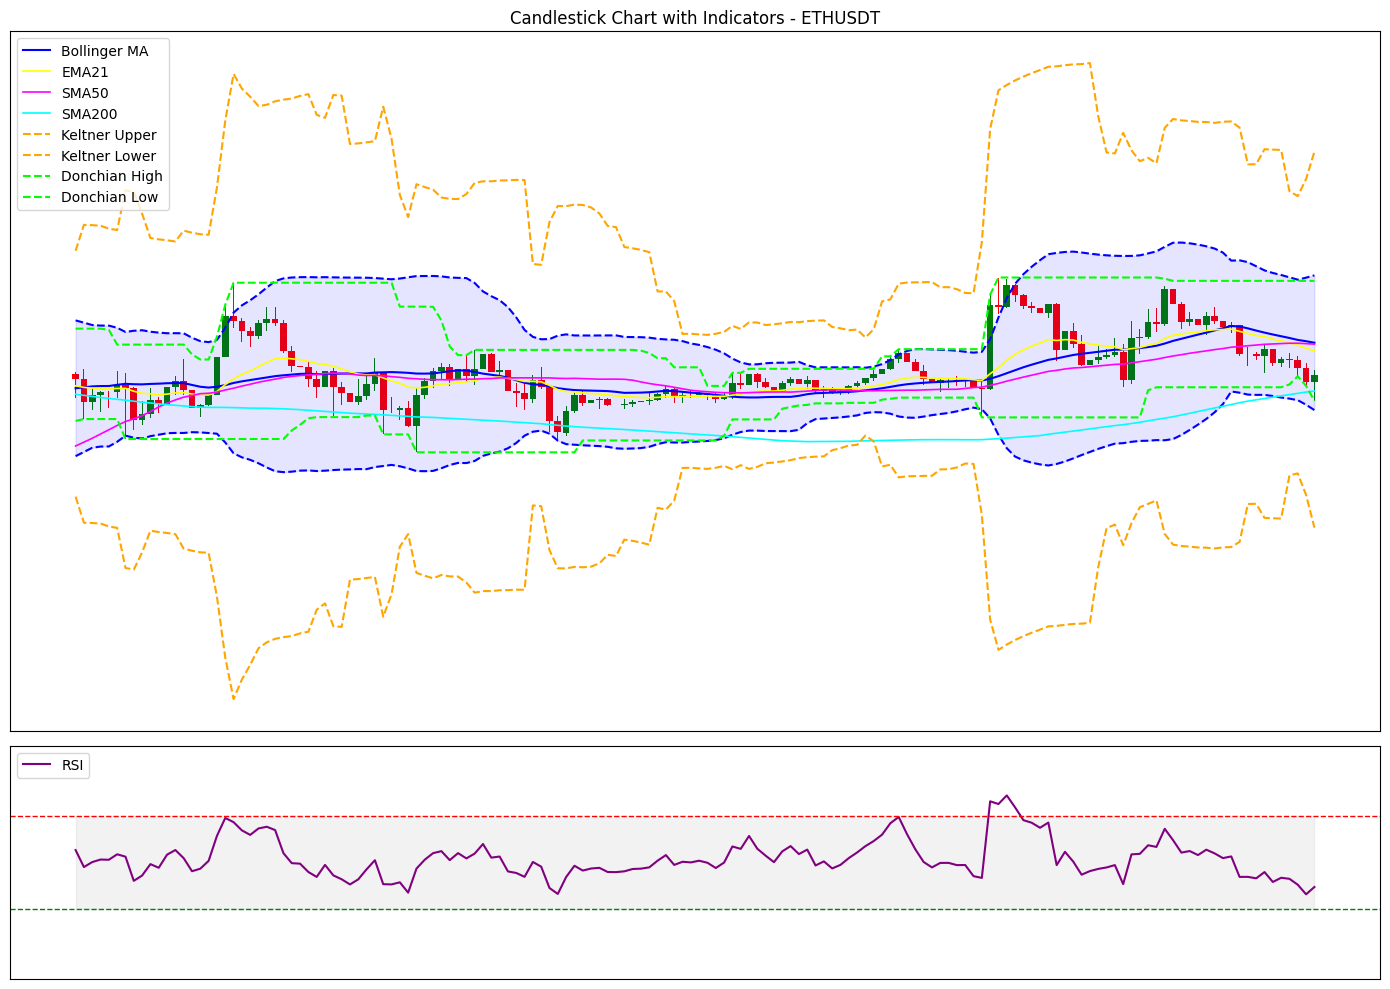 Candlestick Chart with Indicators - ETHUSDT
Bollinger MA
EMA21
SMA50
SMA200
Keltner Upper
Keltner Lower
Donchian High
Donchian Low
RSI